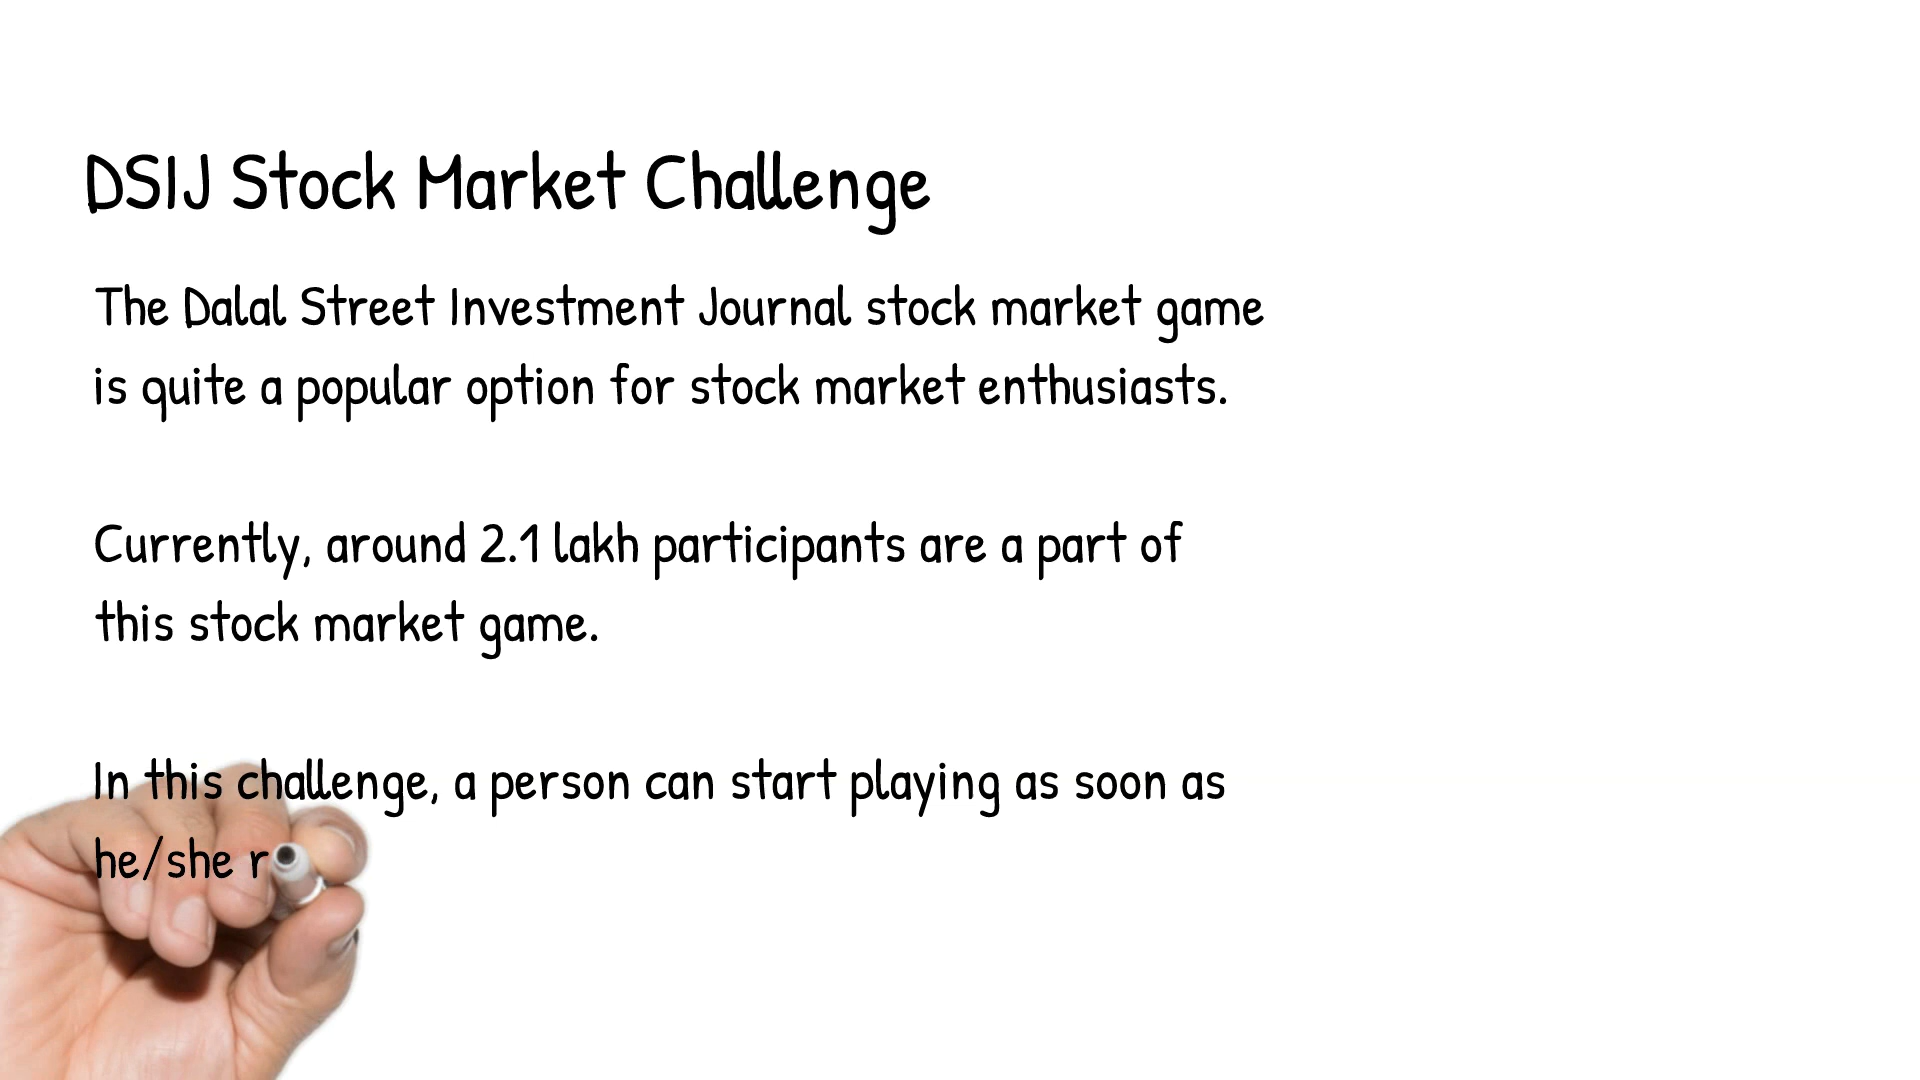 DSIJ Stock Market Challenge
The Dalal Street Investment Journal stock market game
is quite a popular option for stock market enthusiasts.
Currently, around 2.1 lakh participants are a part of
this stock market game.
In this challenge, a person can start playing as soon as
he/she r